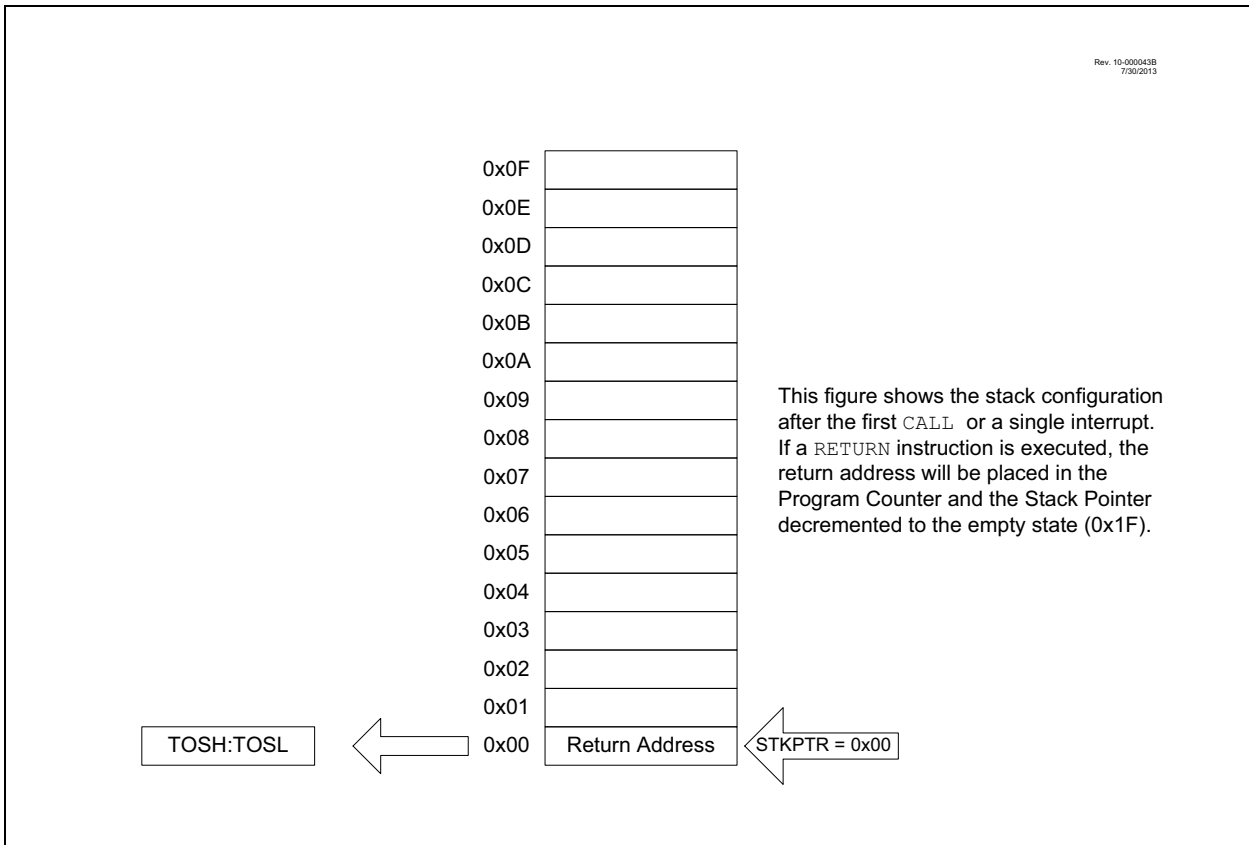 Rev. 10-000043B
7/30/2013
0x0F
0x0E
0x0D
0x0C
0x0B
0x0A
0x09
0x08
0x07
0x06
0x05
0x04
0x03
0x02
0x01
0x00
This figure shows the stack configuration
after the first CALL or a single interrupt.
If a RETURN instruction is executed, the
return address will be placed in the
Program Counter and the Stack Pointer
decremented to the empty state (0x1F).
TOSH:TOSL
Return Address
STKPTR = 0x00